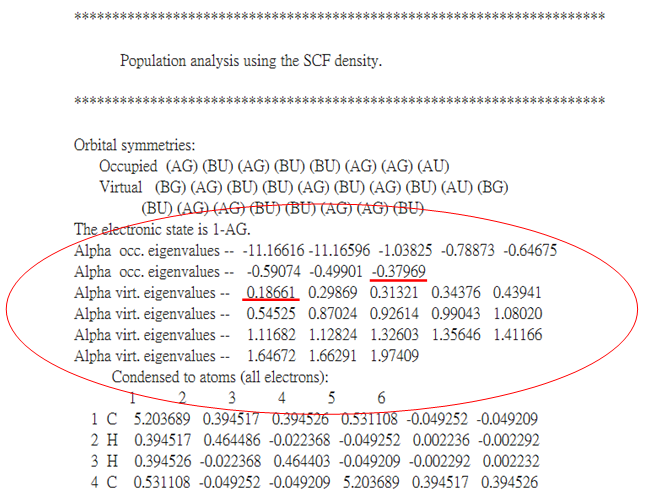 **********************************************************************
Population analysis using the SCF density.
**********************************************************************
Orbital symmetries:
Occupied (AG) (BU) (AG) (BU) (BU) (AG) (AG) (AU)
Virtual (BG) (AG) (BU) (BU) (AG) (BU) (AG) (BU) (AU) (BG)
(BU) (AG) (AG) (BU) (BU) (AG) (AG) (BU)
The electronic state is 1-AG.
Alpha occ. eigenvalues -- -11.16616 -11.16596 -1.03825 -0.78873 -0.64675
Alpha occ. eigenvalues -- -0.59074 -0.49901 -0.37969
Alpha virt. eigenvalues -- 0.18661 0.29869 0.31321 0.34376 0.43941
Alpha virt. eigenvalues -- 0.54525 0.87024 0.92614 0.99043 1.08020
Alpha virt. eigenvalues -- 1.11682 1.12824 1.32603 1.35646 1.41166
Alpha virt. eigenvalues -- 1.64672 1.66291 1.97409
Condensed to atoms (all electrons):
1 2 3 4 5 6
1 C 5.203689 0.394517 0.394526 0.531108 -0.049252 -0.049209
2 H 0.394517 0.464486 -0.022368 -0.049252 0.002236 -0.002292
3 H 0.394526 -0.022368 0.464403 -0.049209 -0.002292 0.002232
4 C 0.531108 -0.049252 -0.049209 5.203689 0.394517 0.394526